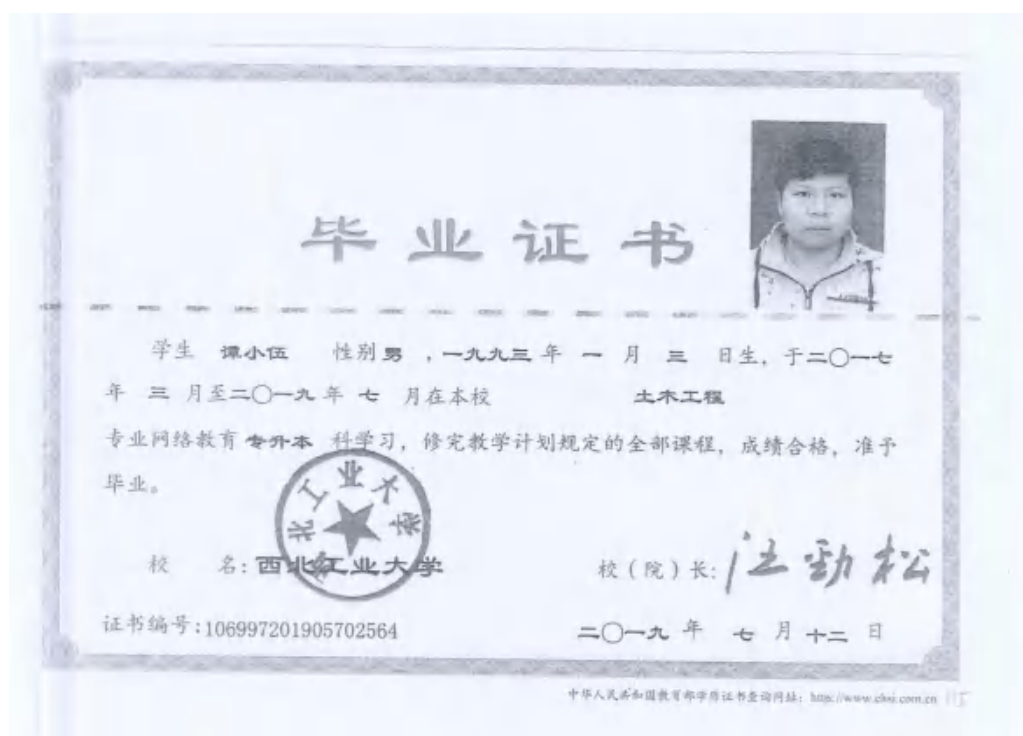 毕业证书
学生 谭小伍 性别 男 ，一九九三 年 一 月 三 日生，于二〇一七
年 三 月至二〇一九 年 七 月在本校 土木工程
专业网络教育 专升本 科学习，修完教学计划规定的全部课程，成绩合格，准予
毕业。
西北工业大学
校 名：西北工业大学 校（院）长：汪劲松
证书编号：106997201905702564 二〇一九 年 七 月 十二 日
中华人民共和国教育部学历证书查询网址：http://www.chsi.com.cn